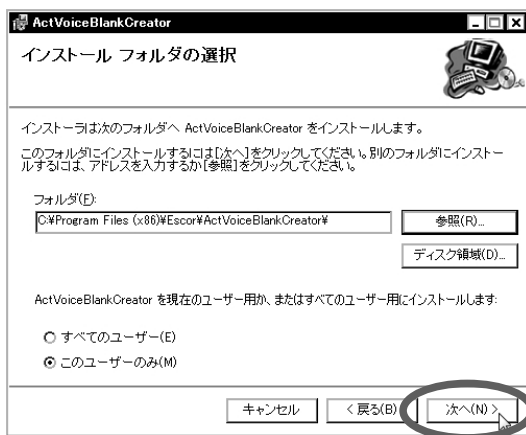 ActVoiceBlankCreator
インストール フォルダの選択
インストーラは次のフォルダへ ActVoiceBlankCreator をインストールします。
このフォルダにインストールするには[次へ]をクリックしてください。別のフォルダにインストー
ルするには、アドレスを入力するか[参照]をクリックしてください。
フォルダ(F):
C:¥Program Files (x86)¥Escor¥ActVoiceBlankCreator¥
参照(R)...
ディスク領域(D)...
ActVoiceBlankCreator を現在のユーザー用か、またはすべてのユーザー用にインストールします:
すべてのユーザー(E)
このユーザーのみ(M)
キャンセル
< 戻る(B)
次へ(N) >